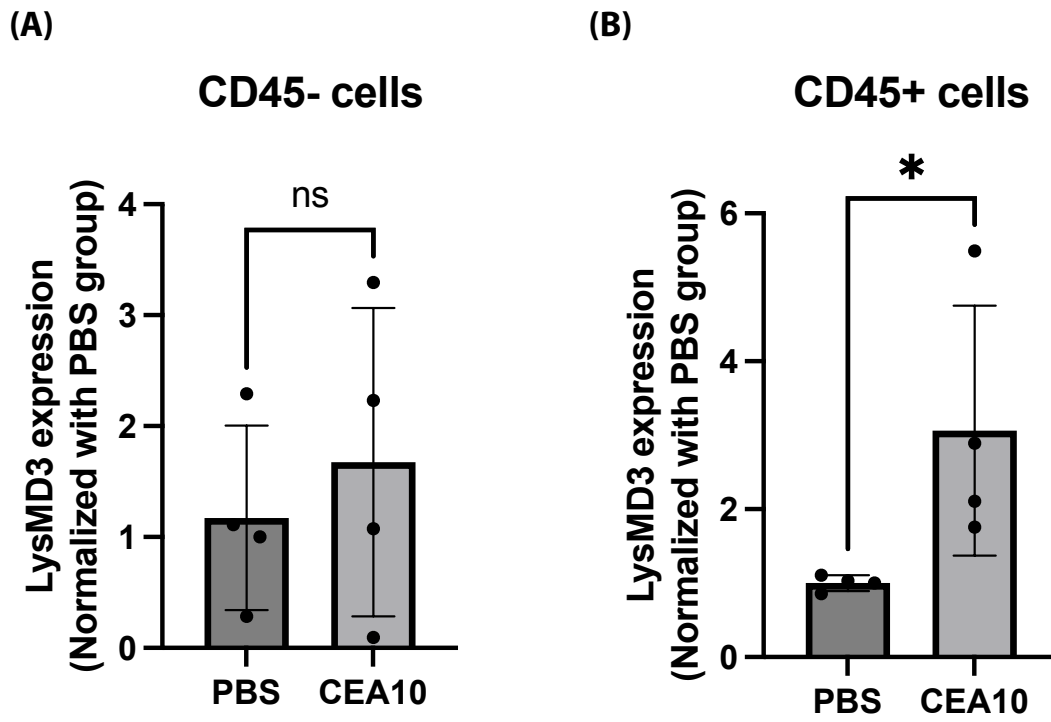 (A)
CD45- cells
LysMD3 expression
(Normalized with PBS group)
4
3
2
1
0
ns
PBS
CEA10
(B)
CD45+ cells
LysMD3 expression
(Normalized with PBS group)
6
4
2
0
*
PBS
CEA10